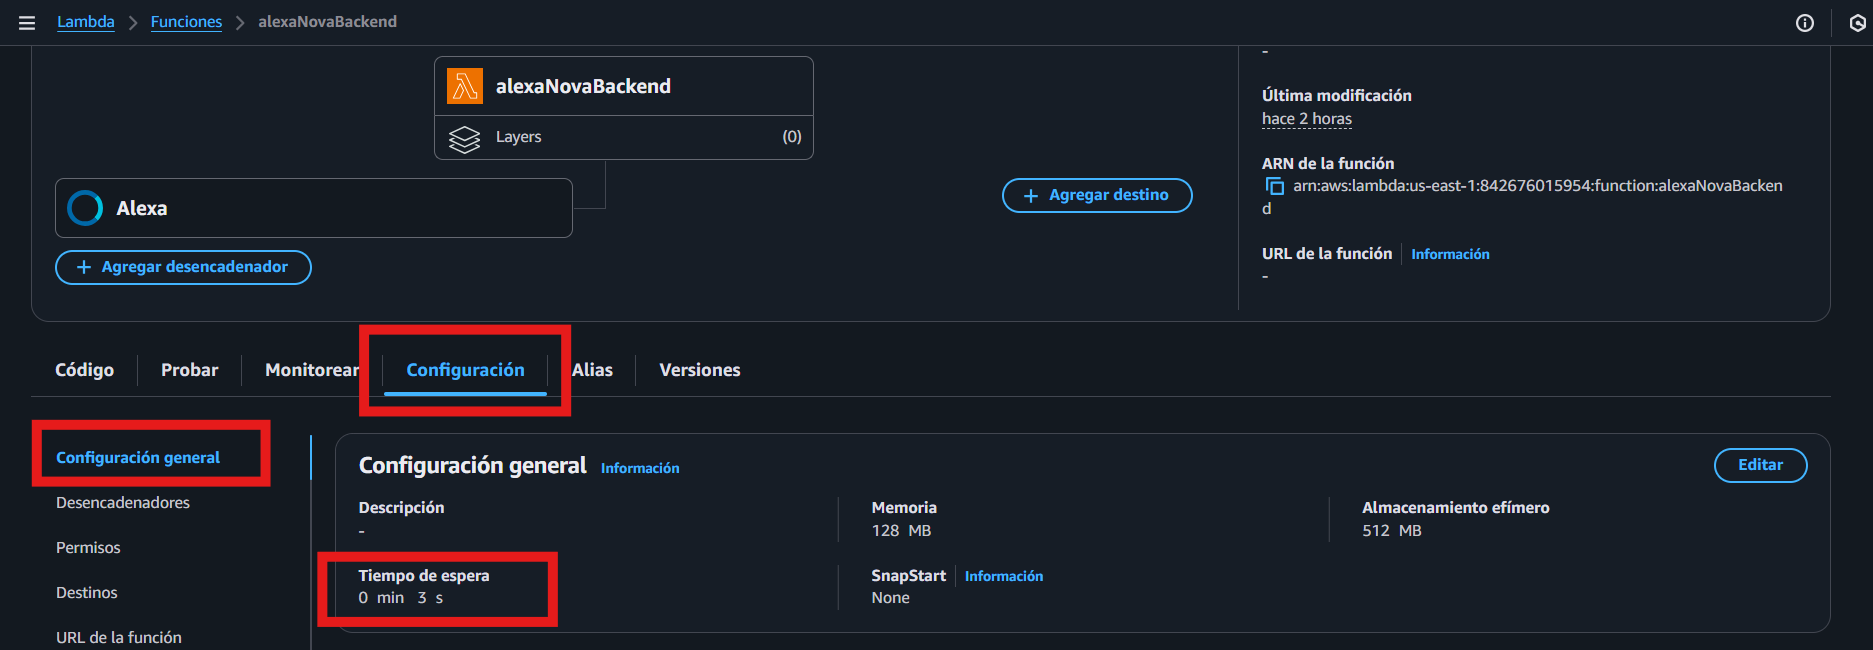 Lambda > Funciones > alexaNovaBackend
-
alexaNovaBackend
Layers (0)
Alexa
+ Agregar desencadenador
+ Agregar destino
Última modificación
hace 2 horas
ARN de la función
arn:aws:lambda:us-east-1:842676015954:function:alexaNovaBacken
d
URL de la función Información
-
Código Probar Monitorear Configuración Alias Versiones
Configuración general
Desencadenadores
Permisos
Destinos
URL de la función
Configuración general Información
Editar
Descripción
-
Memoria
128 MB
Almacenamiento efímero
512 MB
Tiempo de espera
0 min 3 s
SnapStart Información
None